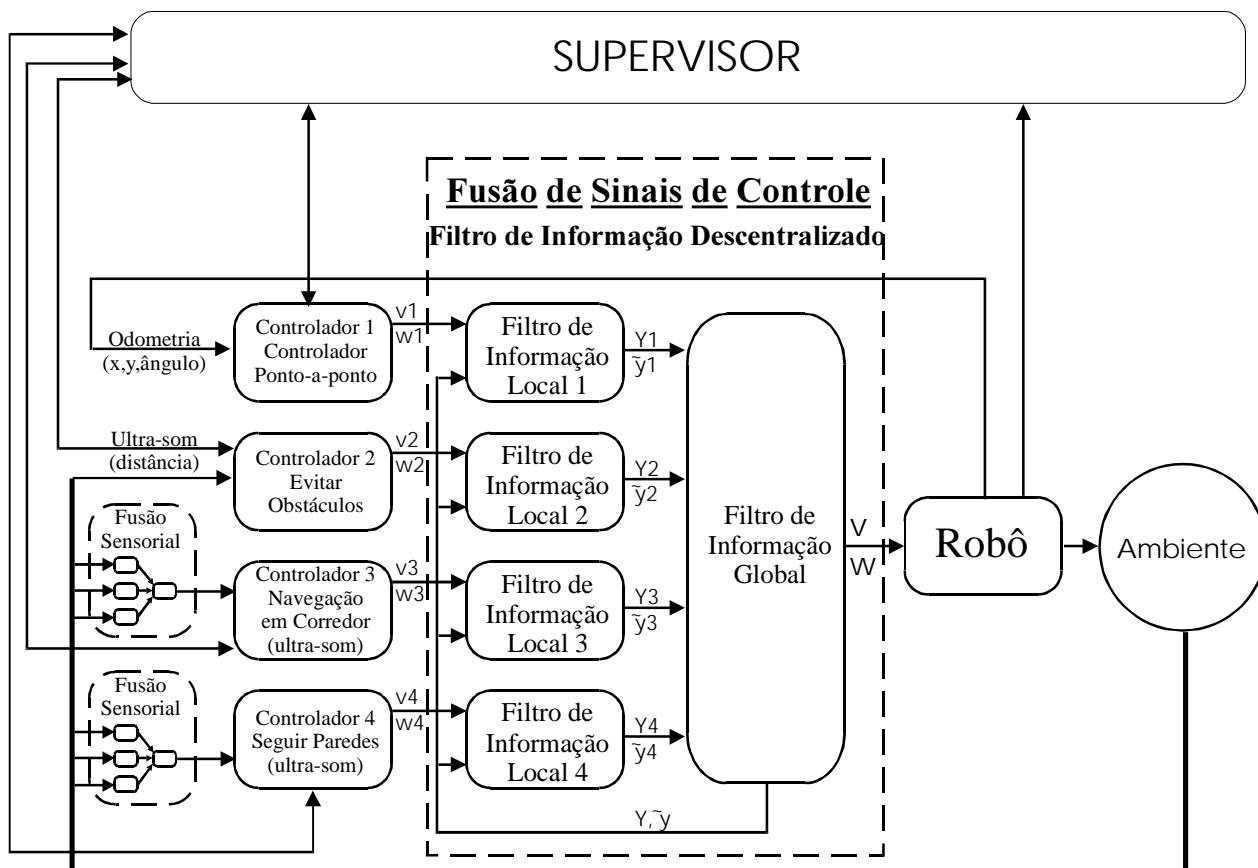 SUPERVISOR
Fusão de Sinais de Controle
Filtro de Informação Descentralizado
Odometria
(x,y,ângulo)
Controlador 1
Controlador
Ponto-a-ponto
v1
w1
Filtro de
Informação
Local 1
Y1
ỹ1
Ultra-som
(distância)
Controlador 2
Evitar
Obstáculos
v2
w2
Filtro de
Informação
Local 2
Y2
ỹ2
Fusão
Sensorial
Controlador 3
Navegação
em Corredor
(ultra-som)
v3
w3
Filtro de
Informação
Local 3
Y3
ỹ3
Fusão
Sensorial
Controlador 4
Seguir Paredes
(ultra-som)
v4
w4
Filtro de
Informação
Local 4
Y4
ỹ4
Filtro de
Informação
Global
Y,ỹ
V
W
Robô
Ambiente